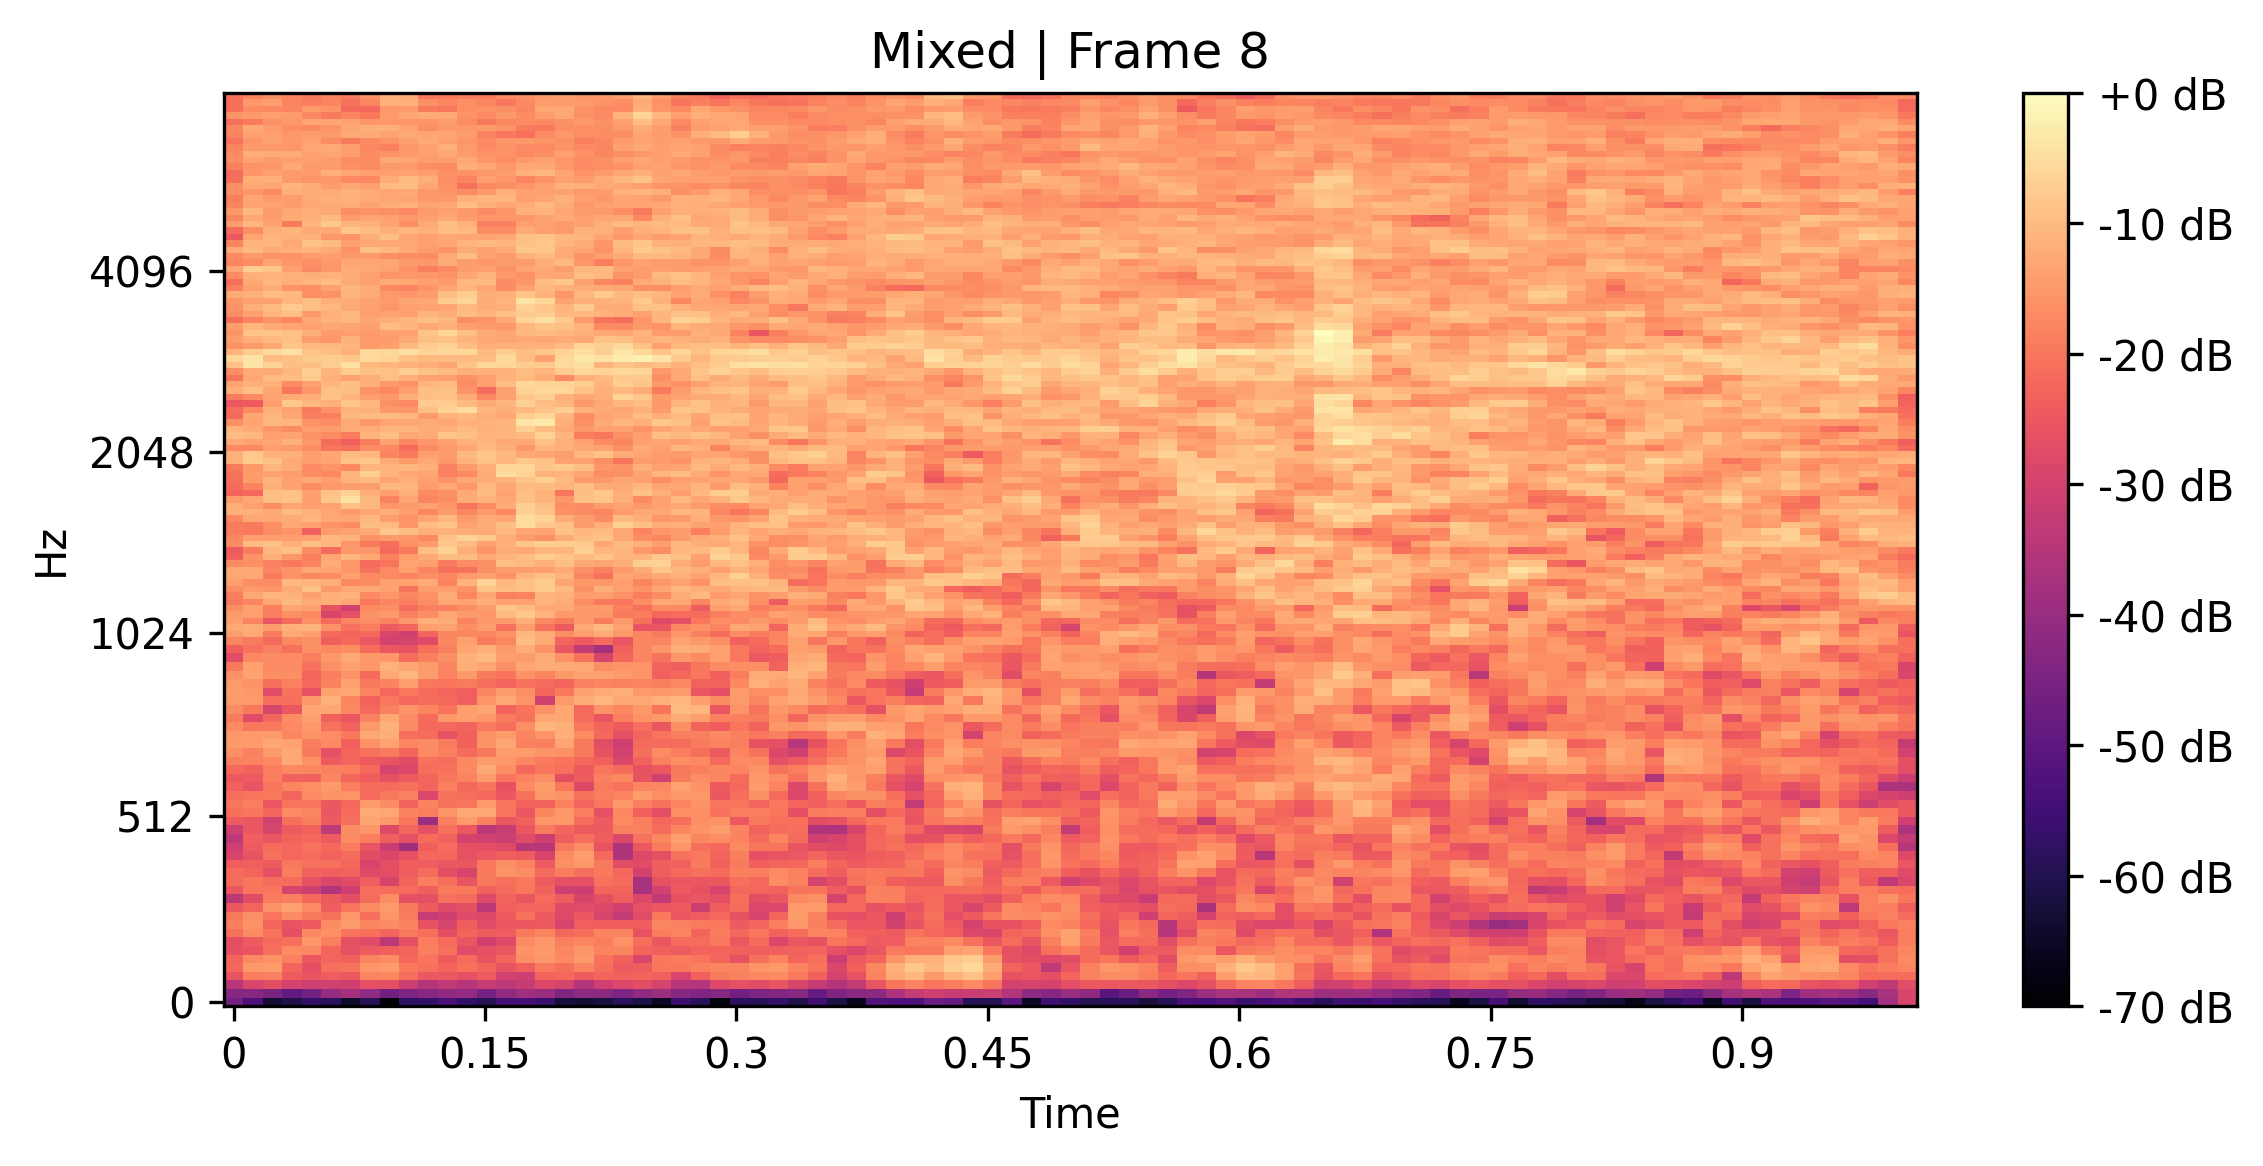 Mixed | Frame 8
Hz
4096
2048
1024
512
0
0 0.15 0.3 0.45 0.6 0.75 0.9
Time
+0 dB
-10 dB
-20 dB
-30 dB
-40 dB
-50 dB
-60 dB
-70 dB